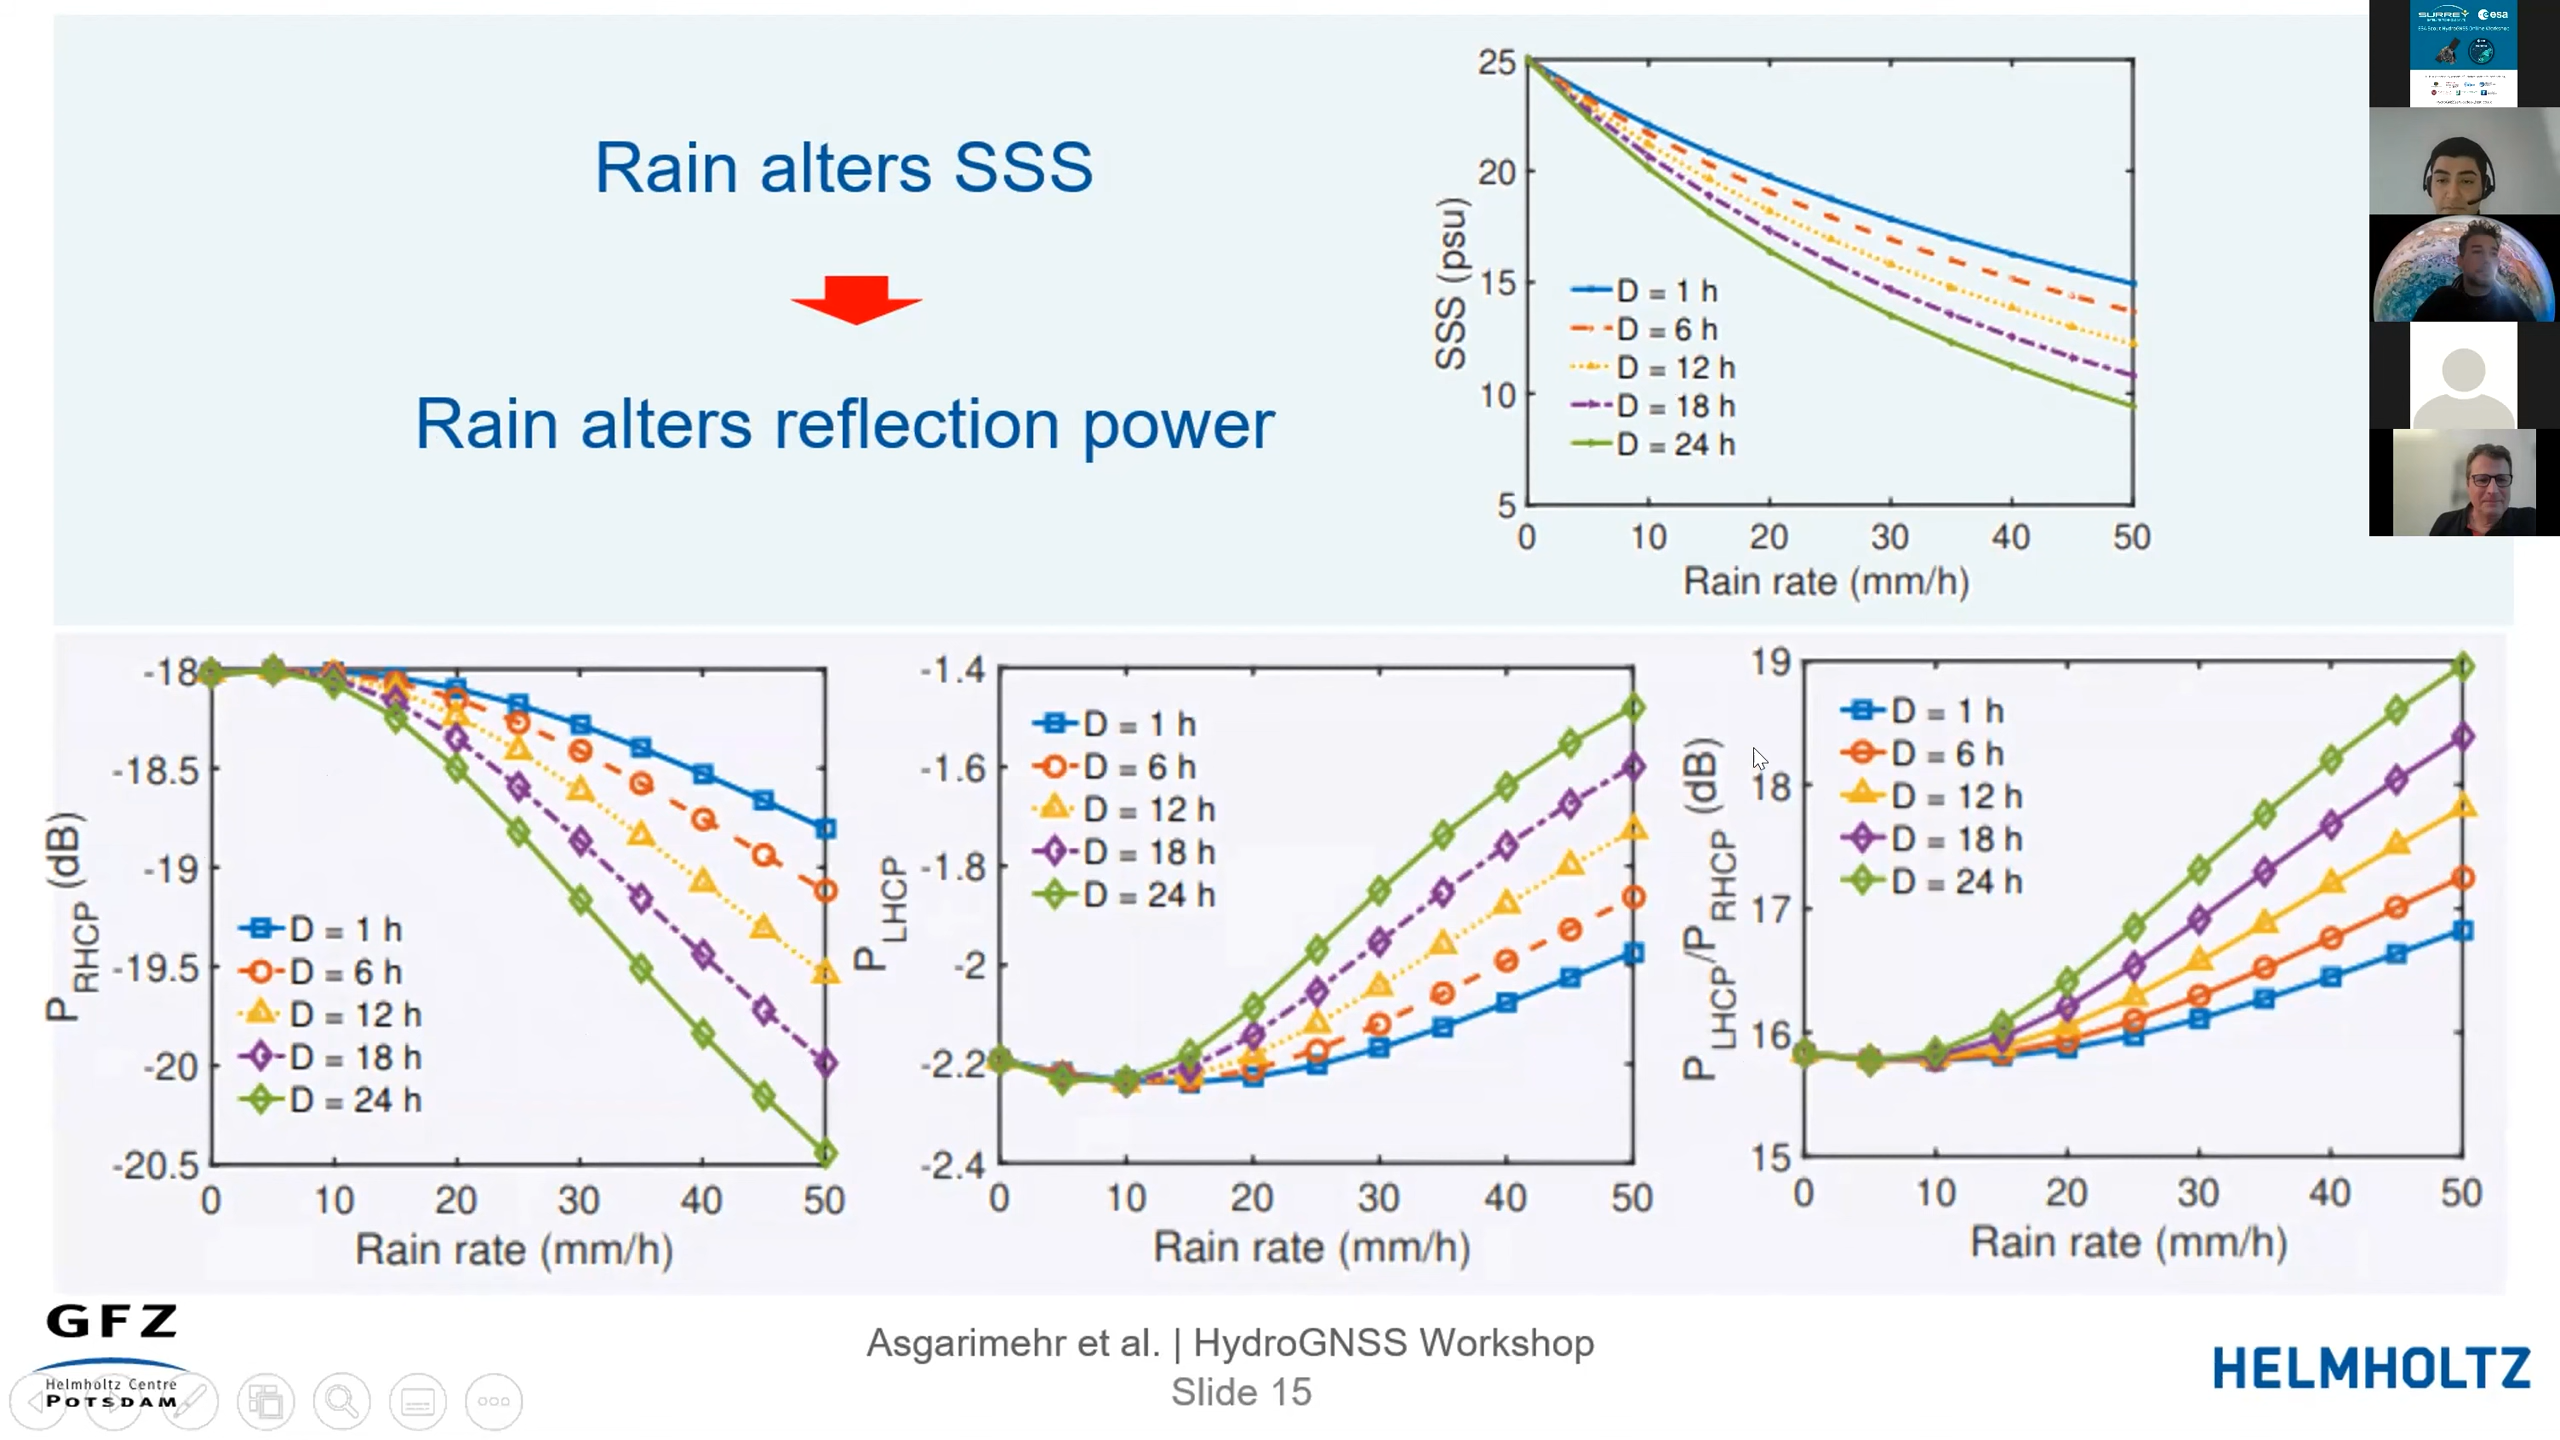 Rain alters SSS
Rain alters reflection power
25
20
15
10
5
SSS (psu)
D = 1 h
D = 6 h
D = 12 h
D = 18 h
D = 24 h
0 10 20 30 40 50
Rain rate (mm/h)
SURREY esa
-18
-18.5
-19
-19.5
-20
-20.5
P RHCP (dB)
D = 1 h
D = 6 h
D = 12 h
D = 18 h
D = 24 h
0 10 20 30 40 50
Rain rate (mm/h)
-1.4
-1.6
-1.8
-2
-2.2
-2.4
P LHCP
D = 1 h
D = 6 h
D = 12 h
D = 18 h
D = 24 h
0 10 20 30 40 50
Rain rate (mm/h)
19
18
17
16
15
P LHCP/P RHCP (dB)
D = 1 h
D = 6 h
D = 12 h
D = 18 h
D = 24 h
0 10 20 30 40 50
Rain rate (mm/h)
GFZ
Helmholtz Centre
POTSDAM
Asgarimehr et al. | HydroGNSS Workshop
Slide 15
HELMHOLTZ